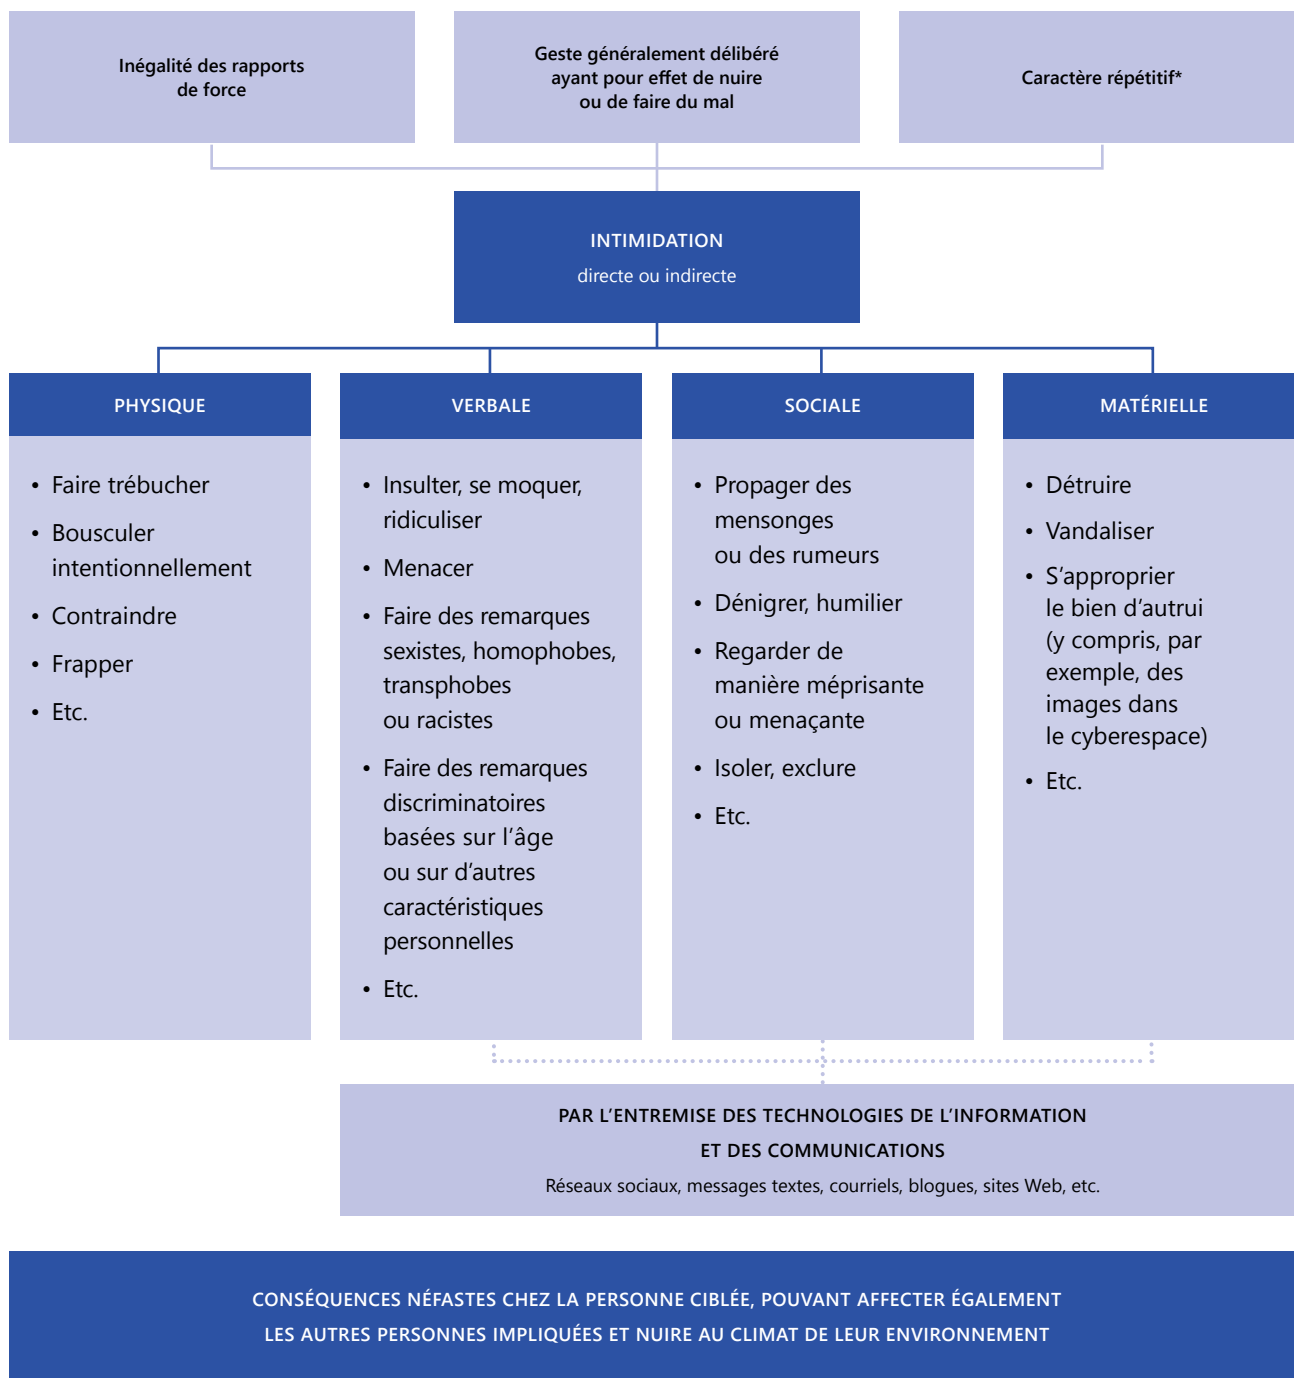 Inégalité des rapports
de force
Geste généralement délibéré
ayant pour effet de nuire
ou de faire du mal
Caractère répétitif*
INTIMIDATION
directe ou indirecte
PHYSIQUE
• Faire trébucher
• Bousculer
intentionnellement
• Contraindre
• Frapper
• Etc.
VERBALE
• Insulter, se moquer,
ridiculiser
• Menacer
• Faire des remarques
sexistes, homophobes,
transphobes
ou racistes
• Faire des remarques
discriminatoires
basées sur l’âge
ou sur d’autres
caractéristiques
personnelles
• Etc.
SOCIALE
• Propager des
mensonges
ou des rumeurs
• Dénigrer, humilier
• Regarder de
manière méprisante
ou menaçante
• Isoler, exclure
• Etc.
MATÉRIELLE
• Détruire
• Vandaliser
• S’approprier
le bien d’autrui
(y compris, par
exemple, des
images dans
le cyberespace)
• Etc.
PAR L’ENTREMISE DES TECHNOLOGIES DE L’INFORMATION
ET DES COMMUNICATIONS
Réseaux sociaux, messages textes, courriels, blogues, sites Web, etc.
CONSÉQUENCES NÉFASTES CHEZ LA PERSONNE CIBLÉE, POUVANT AFFECTER ÉGALEMENT
LES AUTRES PERSONNES IMPLIQUÉES ET NUIRE AU CLIMAT DE LEUR ENVIRONNEMENT